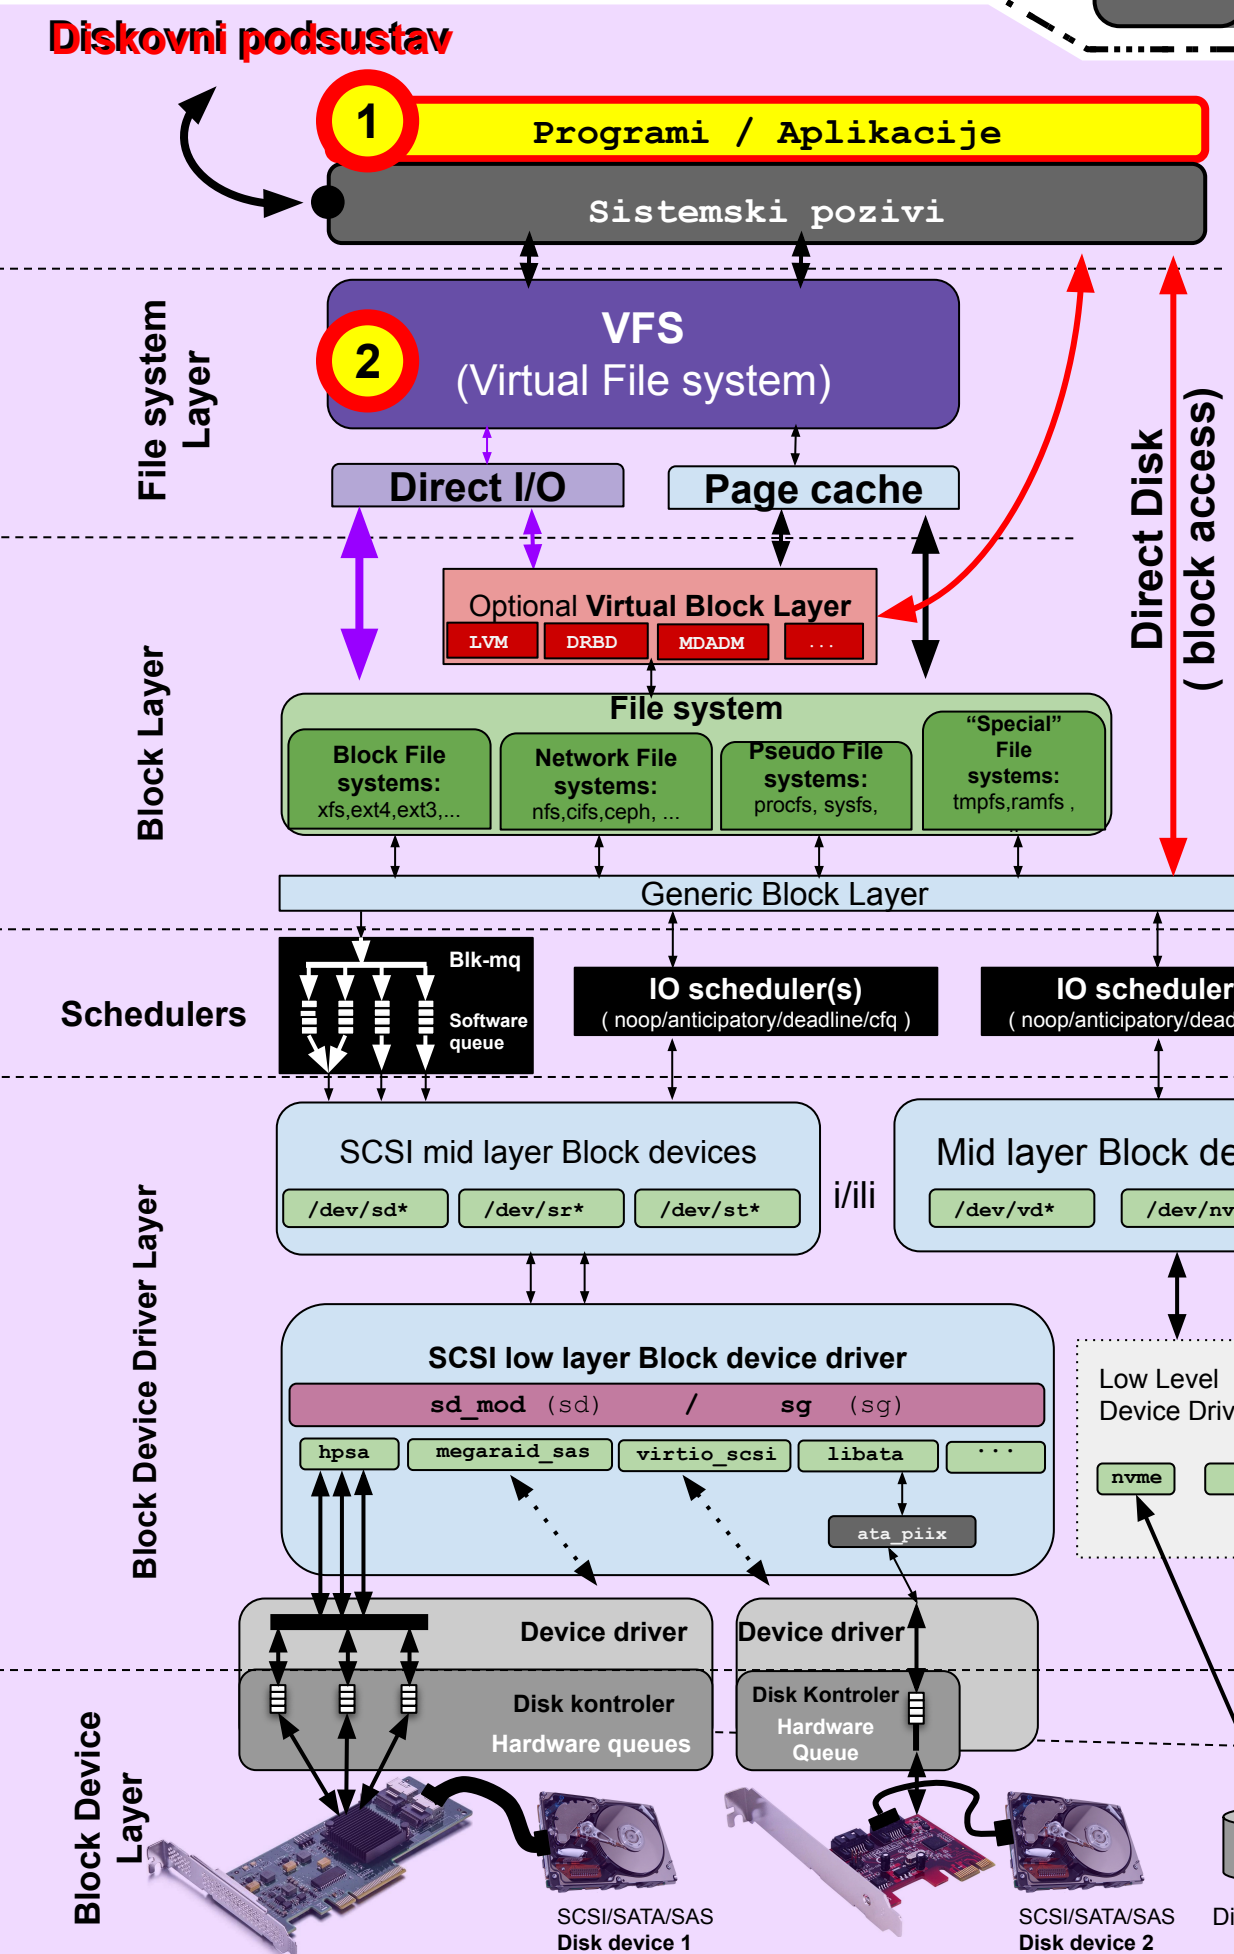 Diskovni podsustav
1
Programi / Aplikacije
Sistemski pozivi
File system
Layer
2
VFS
(Virtual File system)
Direct I/O
Page cache
Direct Disk
( block access)
Block Layer
Optional Virtual Block Layer
LVM
DRBD
MDADM
...
File system
Block File
systems:
xfs,ext4,ext3,...
Network File
systems:
nfs,cifs,ceph, ...
Pseudo File
systems:
procfs, sysfs,
“Special”
File
systems:
tmpfs,ramfs ,
Generic Block Layer
Schedulers
Blk-mq
Software
queue
IO scheduler(s)
( noop/anticipatory/deadline/cfq )
IO scheduler
( noop/anticipatory/dead
Block Device Driver Layer
SCSI mid layer Block devices
/dev/sd*
/dev/sr*
/dev/st*
i/ili
Mid layer Block de
/dev/vd*
/dev/nv
SCSI low layer Block device driver
sd_mod (sd) / sg (sg)
hpsa
megaraid_sas
virtio_scsi
libata
...
ata_piix
Low Level
Device Driv
nvme
Device driver
Device driver
Block Device
Layer
Disk kontroler
Hardware queues
Disk Kontroler
Hardware
Queue
SCSI/SATA/SAS
Disk device 1
SCSI/SATA/SAS
Disk device 2
Di